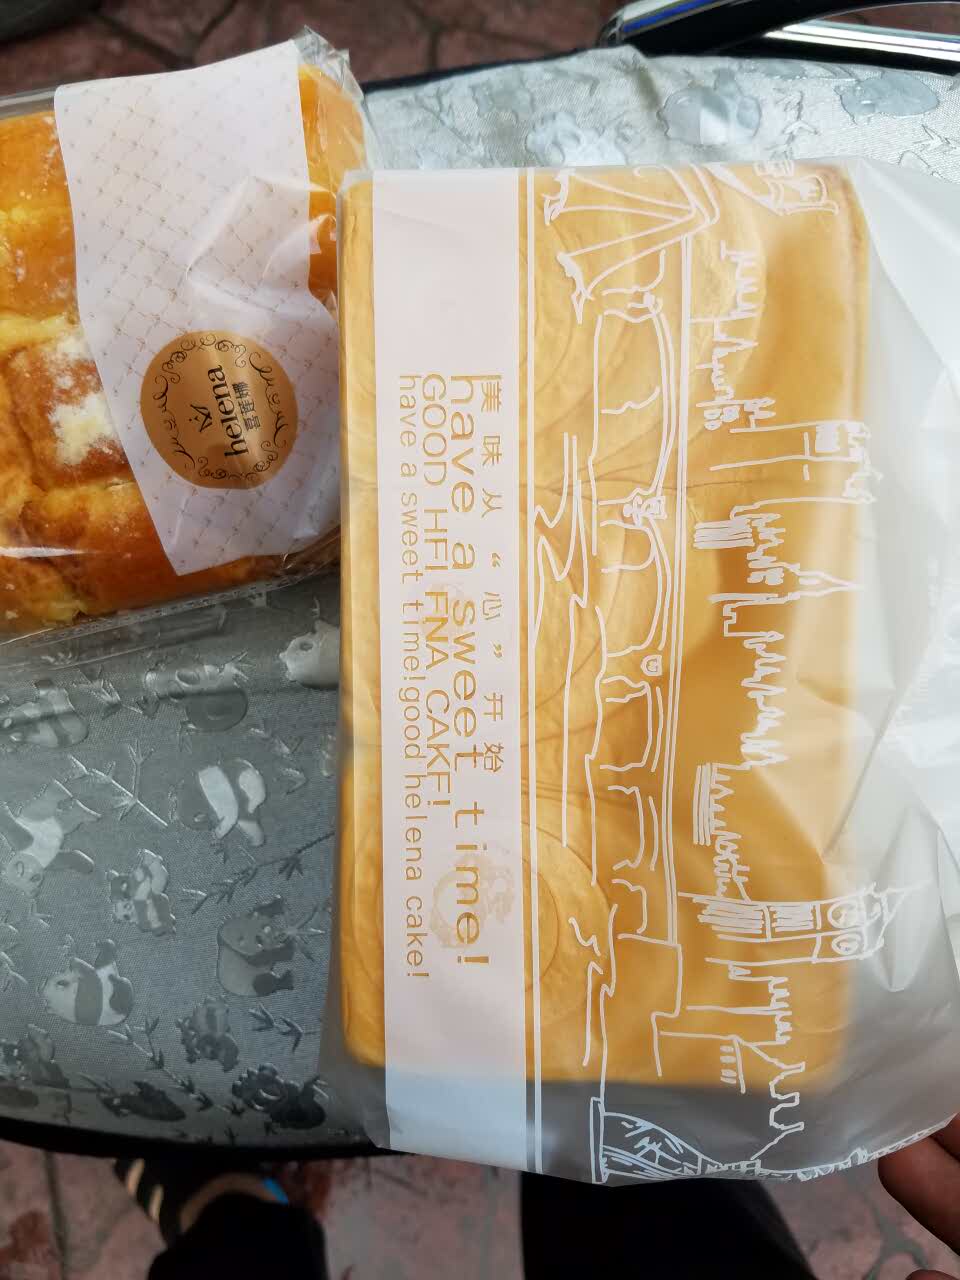 美味从“心”开始
have a sweet time!
GOOD HFL FNA CAKF!
have a sweet time!good helena cake!
helena